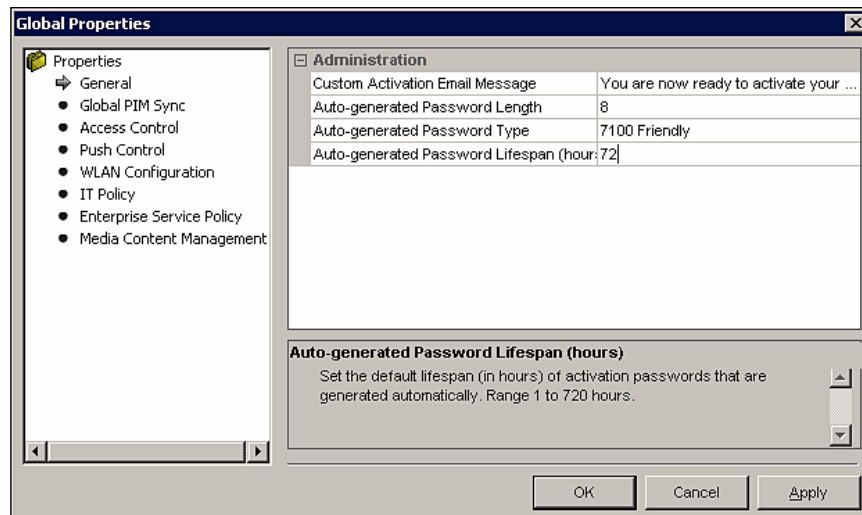 Global Properties
Properties
General
Global PIM Sync
Access Control
Push Control
WLAN Configuration
IT Policy
Enterprise Service Policy
Media Content Management
Administration
Custom Activation Email Message You are now ready to activate your ...
Auto-generated Password Length 8
Auto-generated Password Type 7100 Friendly
Auto-generated Password Lifespan (hour: 72
Auto-generated Password Lifespan (hours)
Set the default lifespan (in hours) of activation passwords that are
generated automatically. Range 1 to 720 hours.
OK Cancel Apply